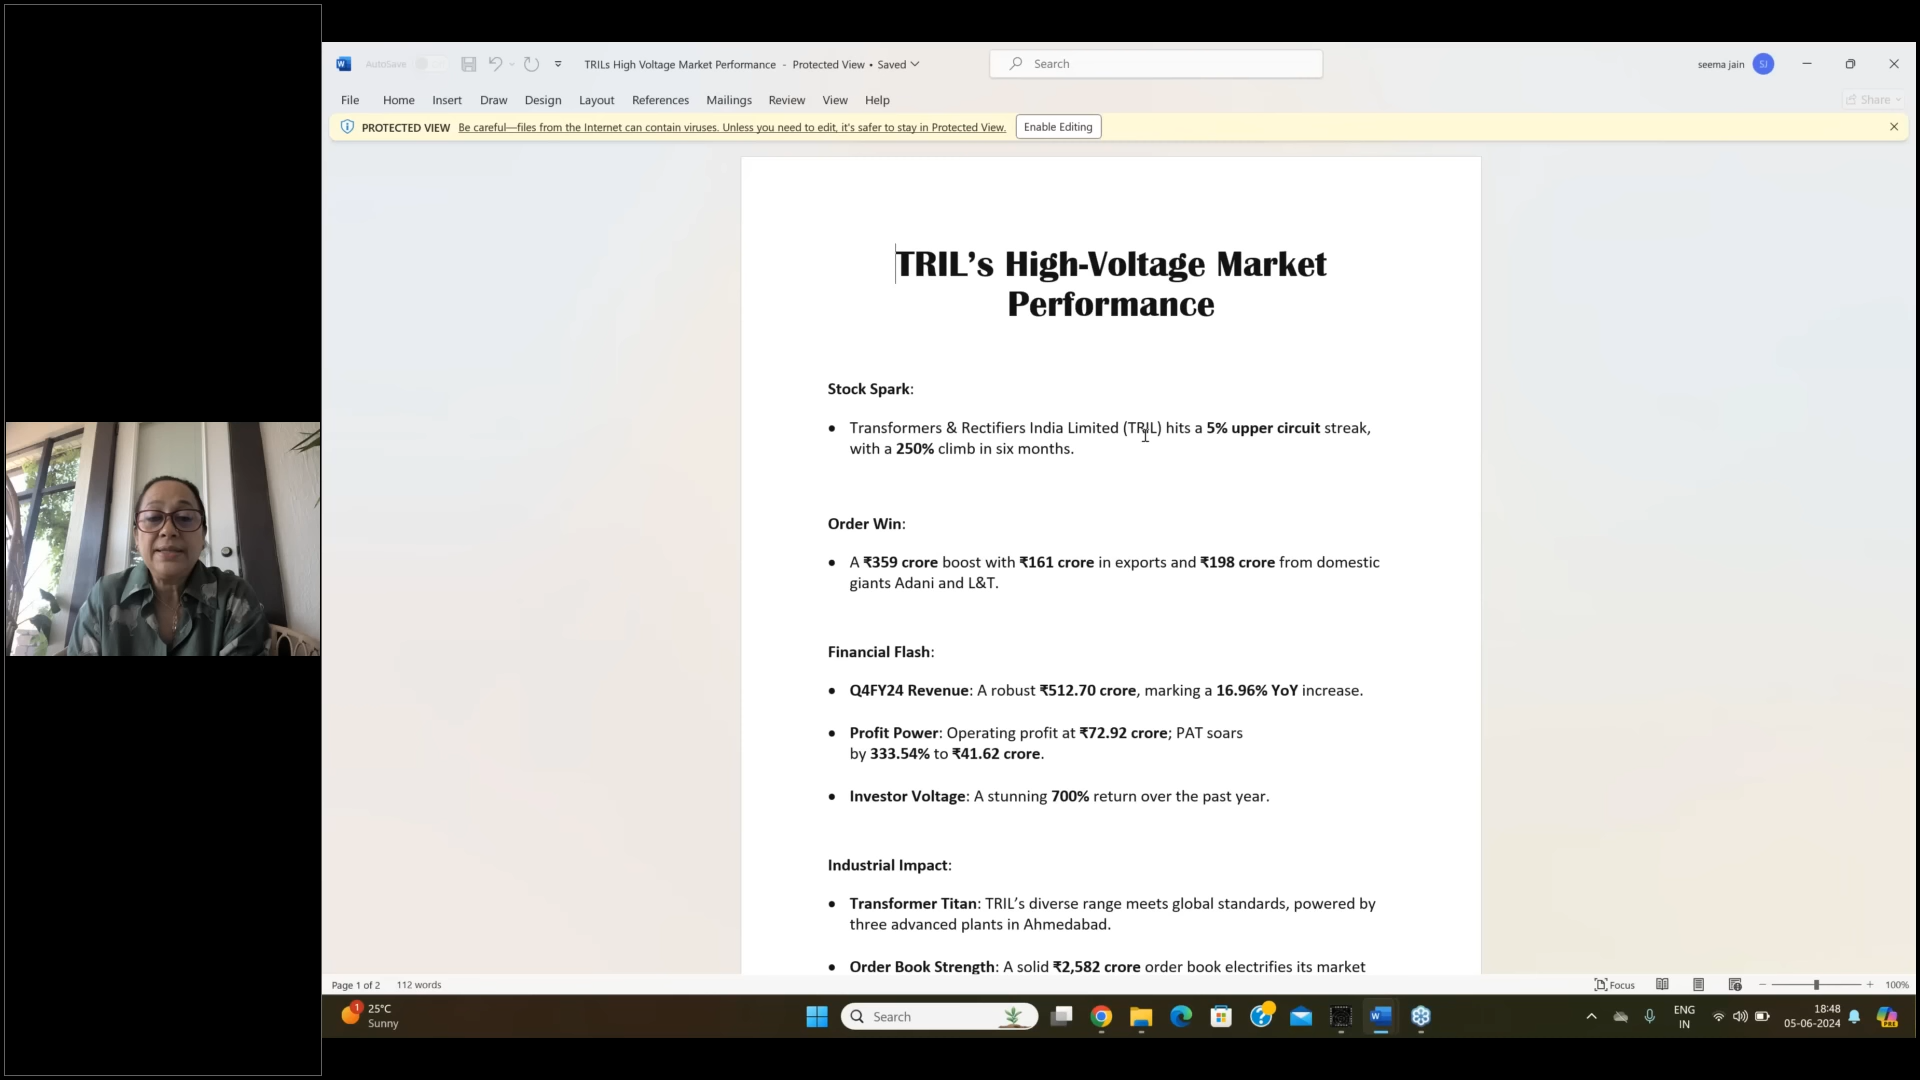 AutoSave
TRILs High Voltage Market Performance - Protected View • Saved
Search
seema jain
SJ
File Home Insert Draw Design Layout References Mailings Review View Help
Share
PROTECTED VIEW Be careful—files from the Internet can contain viruses. Unless you need to edit, it's safer to stay in Protected View. Enable Editing
TRIL’s High-Voltage Market
Performance
Stock Spark:
• Transformers & Rectifiers India Limited (TRIL) hits a 5% upper circuit streak,
with a 250% climb in six months.
Order Win:
• A ₹359 crore boost with ₹161 crore in exports and ₹198 crore from domestic
giants Adani and L&T.
Financial Flash:
• Q4FY24 Revenue: A robust ₹512.70 crore, marking a 16.96% YoY increase.
• Profit Power: Operating profit at ₹72.92 crore; PAT soars
by 333.54% to ₹41.62 crore.
• Investor Voltage: A stunning 700% return over the past year.
Industrial Impact:
• Transformer Titan: TRIL’s diverse range meets global standards, powered by
three advanced plants in Ahmedabad.
• Order Book Strength: A solid ₹2,582 crore order book electrifies its market
Page 1 of 2 112 words
Focus
100%
1
25°C
Sunny
Search
ENG
IN
18:48
05-06-2024
PRE